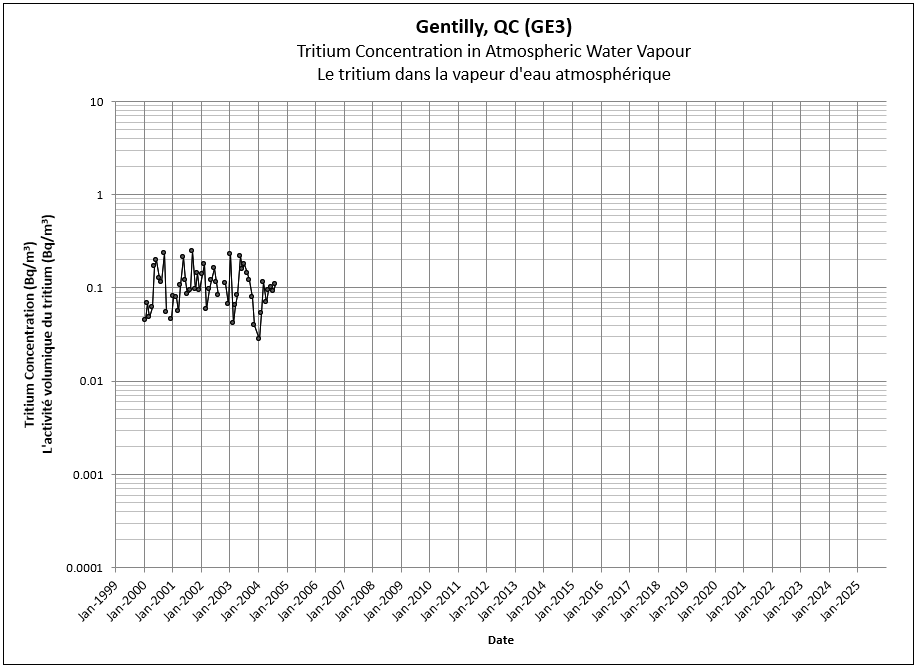 Gentilly, QC (GE3)
Tritium Concentration in Atmospheric Water Vapour
Le tritium dans la vapeur d'eau atmosphérique
Tritium Concentration (Bq/m³)
L'activité volumique du tritium (Bq/m³)
10
1
0.1
0.01
0.001
0.0001
Jan-1999
Jan-2000
Jan-2001
Jan-2002
Jan-2003
Jan-2004
Jan-2005
Jan-2006
Jan-2007
Jan-2008
Jan-2009
Jan-2010
Jan-2011
Jan-2012
Jan-2013
Jan-2014
Jan-2015
Jan-2016
Jan-2017
Jan-2018
Jan-2019
Jan-2020
Jan-2021
Jan-2022
Jan-2023
Jan-2024
Jan-2025
Date